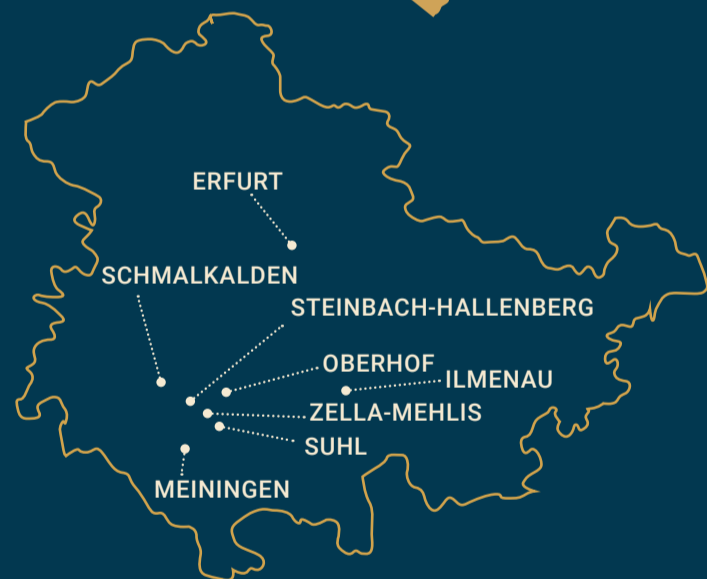 ERFURT
SCHMALKALDEN
STEINBACH-HALLENBERG
OBERHOF
ILMENAU
ZELLA-MEHLIS
SUHL
MEININGEN